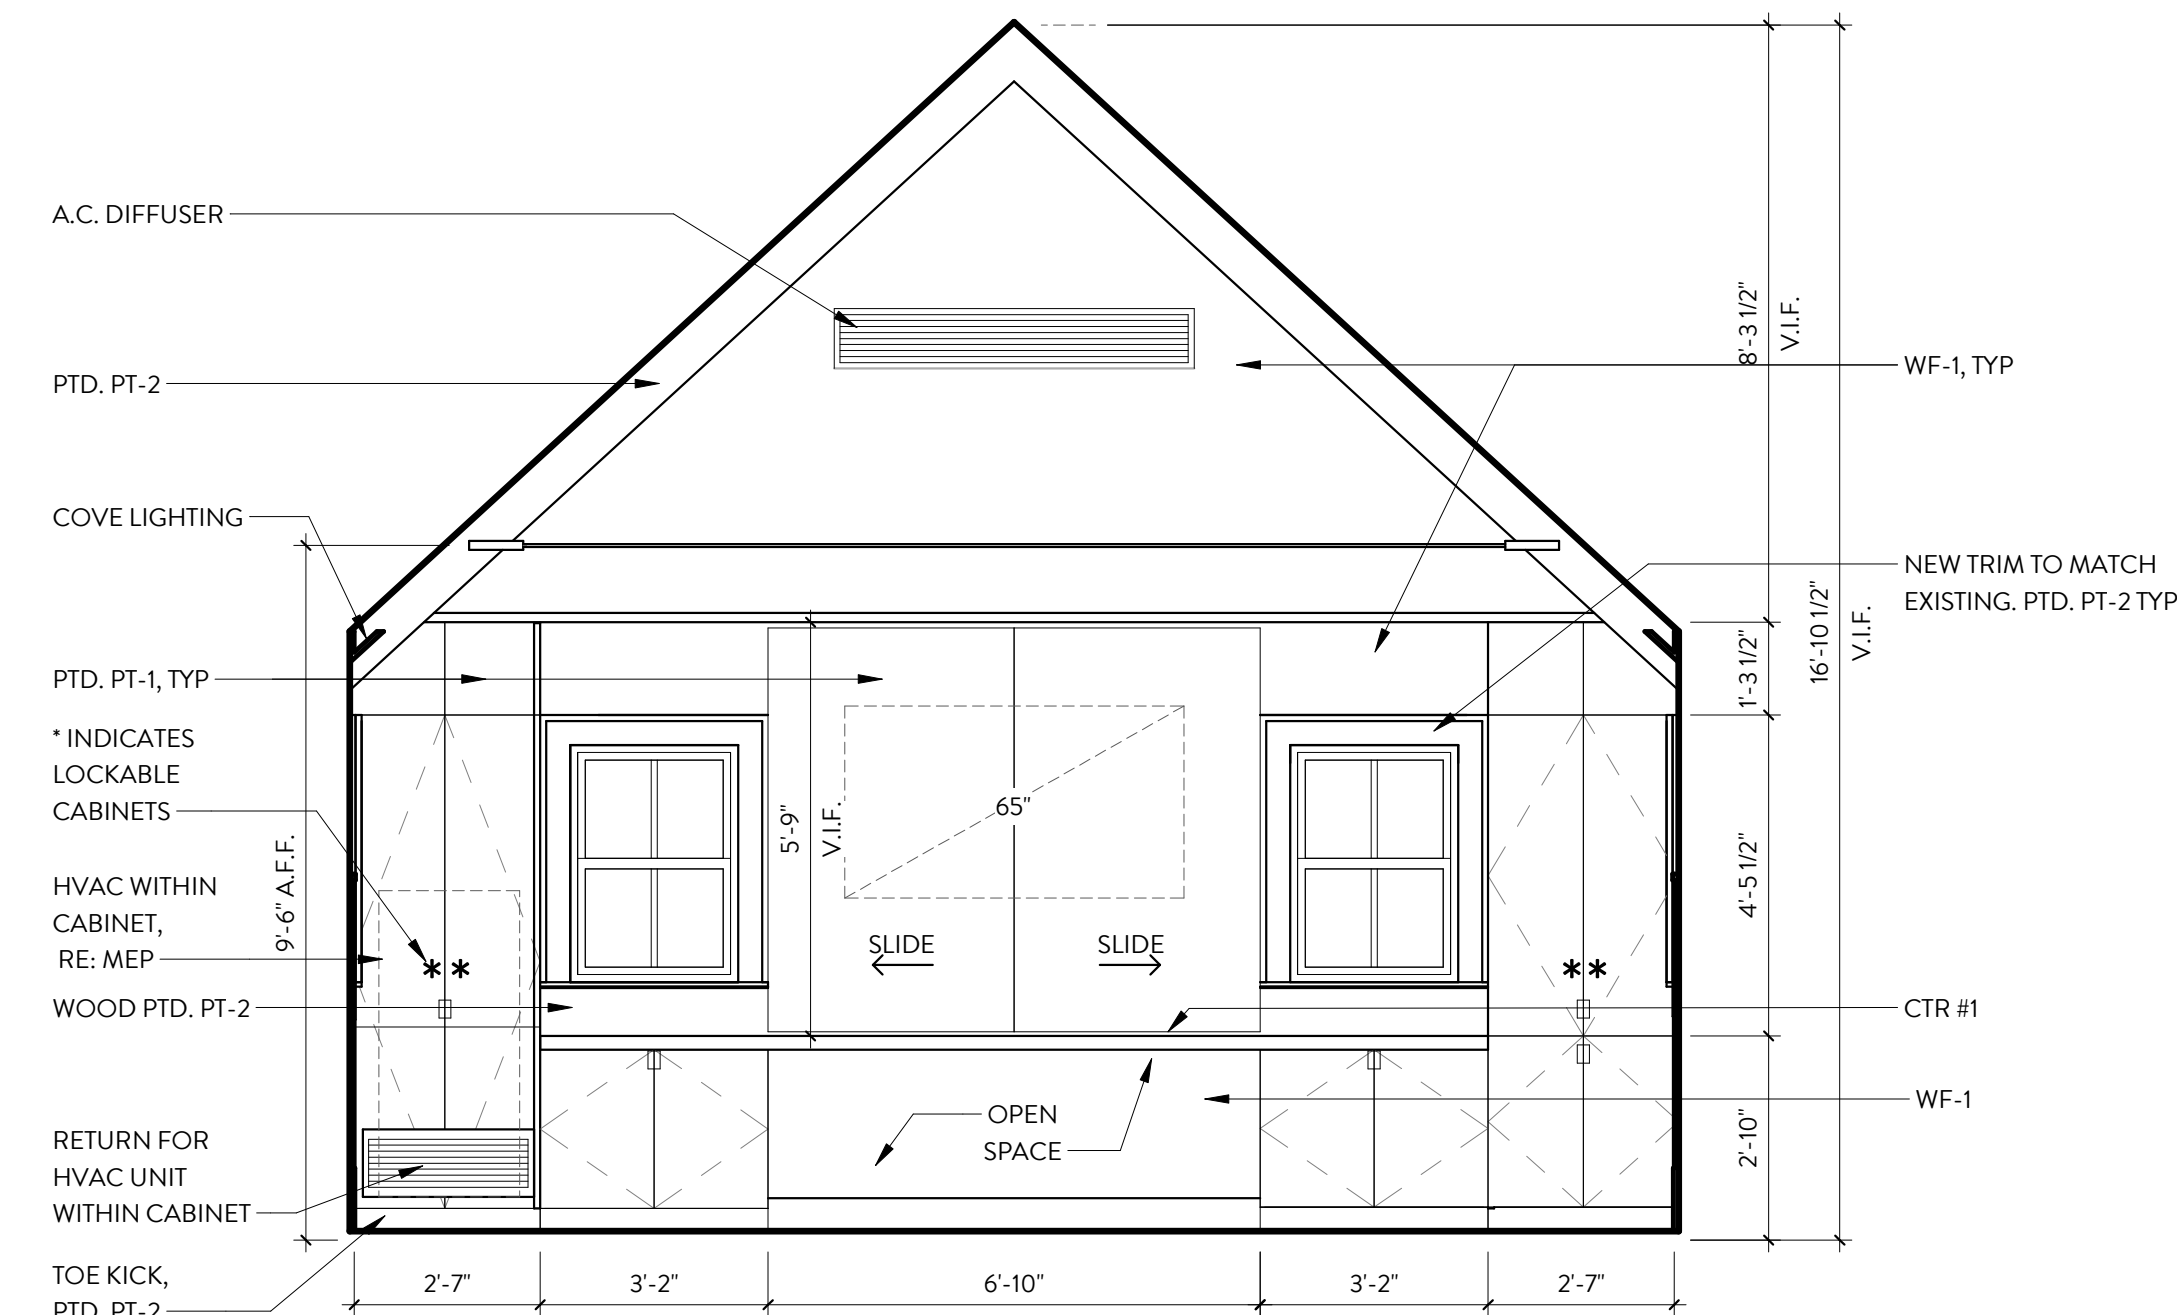 A.C. DIFFUSER
PTD. PT-2
COVE LIGHTING
PTD. PT-1, TYP
* INDICATES
LOCKABLE
CABINETS
HVAC WITHIN
CABINET,
RE: MEP
WOOD PTD. PT-2
RETURN FOR
HVAC UNIT
WITHIN CABINET
TOE KICK,
PTD. PT-2
9'-6" A.F.F.
**
5'-9"
V.I.F.
65"
SLIDE
SLIDE
**
OPEN
SPACE
8'-3 1/2"
V.I.F.
1'-3 1/2"
16'-10 1/2"
V.I.F.
4'-5 1/2"
2'-10"
WF-1, TYP
NEW TRIM TO MATCH
EXISTING. PTD. PT-2 TYP
CTR #1
WF-1
2'-7"
3'-2"
6'-10"
3'-2"
2'-7"